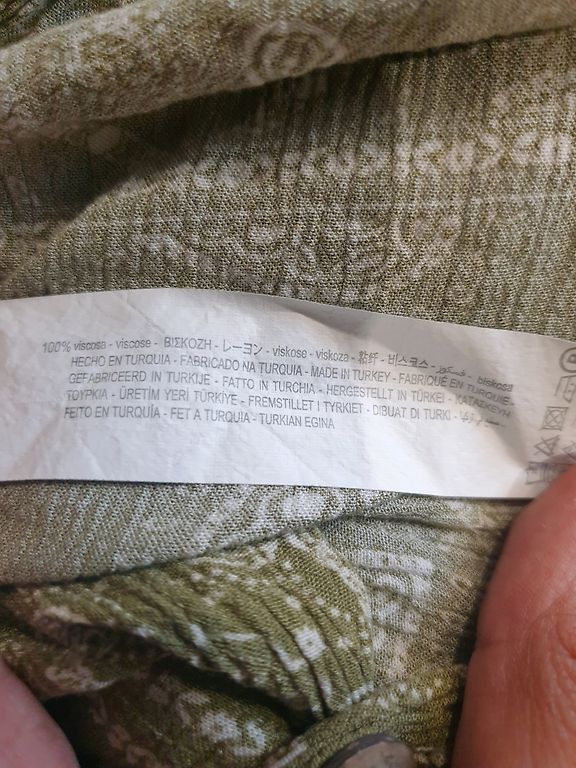 100% viscosa - viscose - ΒΙΣΚΟΖΗ - レーヨン - viskose - viskoza - 粘纤 - 비스코스 - فسكوز - biskosa
HECHO EN TURQUIA - FABRICADO NA TURQUIA - MADE IN TURKEY - FABRIQUÉ EN TURQUIE
GEFABRICEERD IN TURKIJE - FATTO IN TURCHIA - HERGESTELLT IN TÜRKEI - ΚΑΤΑΣΚΕΥΗ
ΤΟΥΡΚΙΑ - ÜRETİM YERİ TÜRKİYE - FREMSTILLET I TYRKIET - DIBUAT DI TURKI -
FEITO EN TURQUÍA - FET A TURQUIA - TURKIAN EGINA